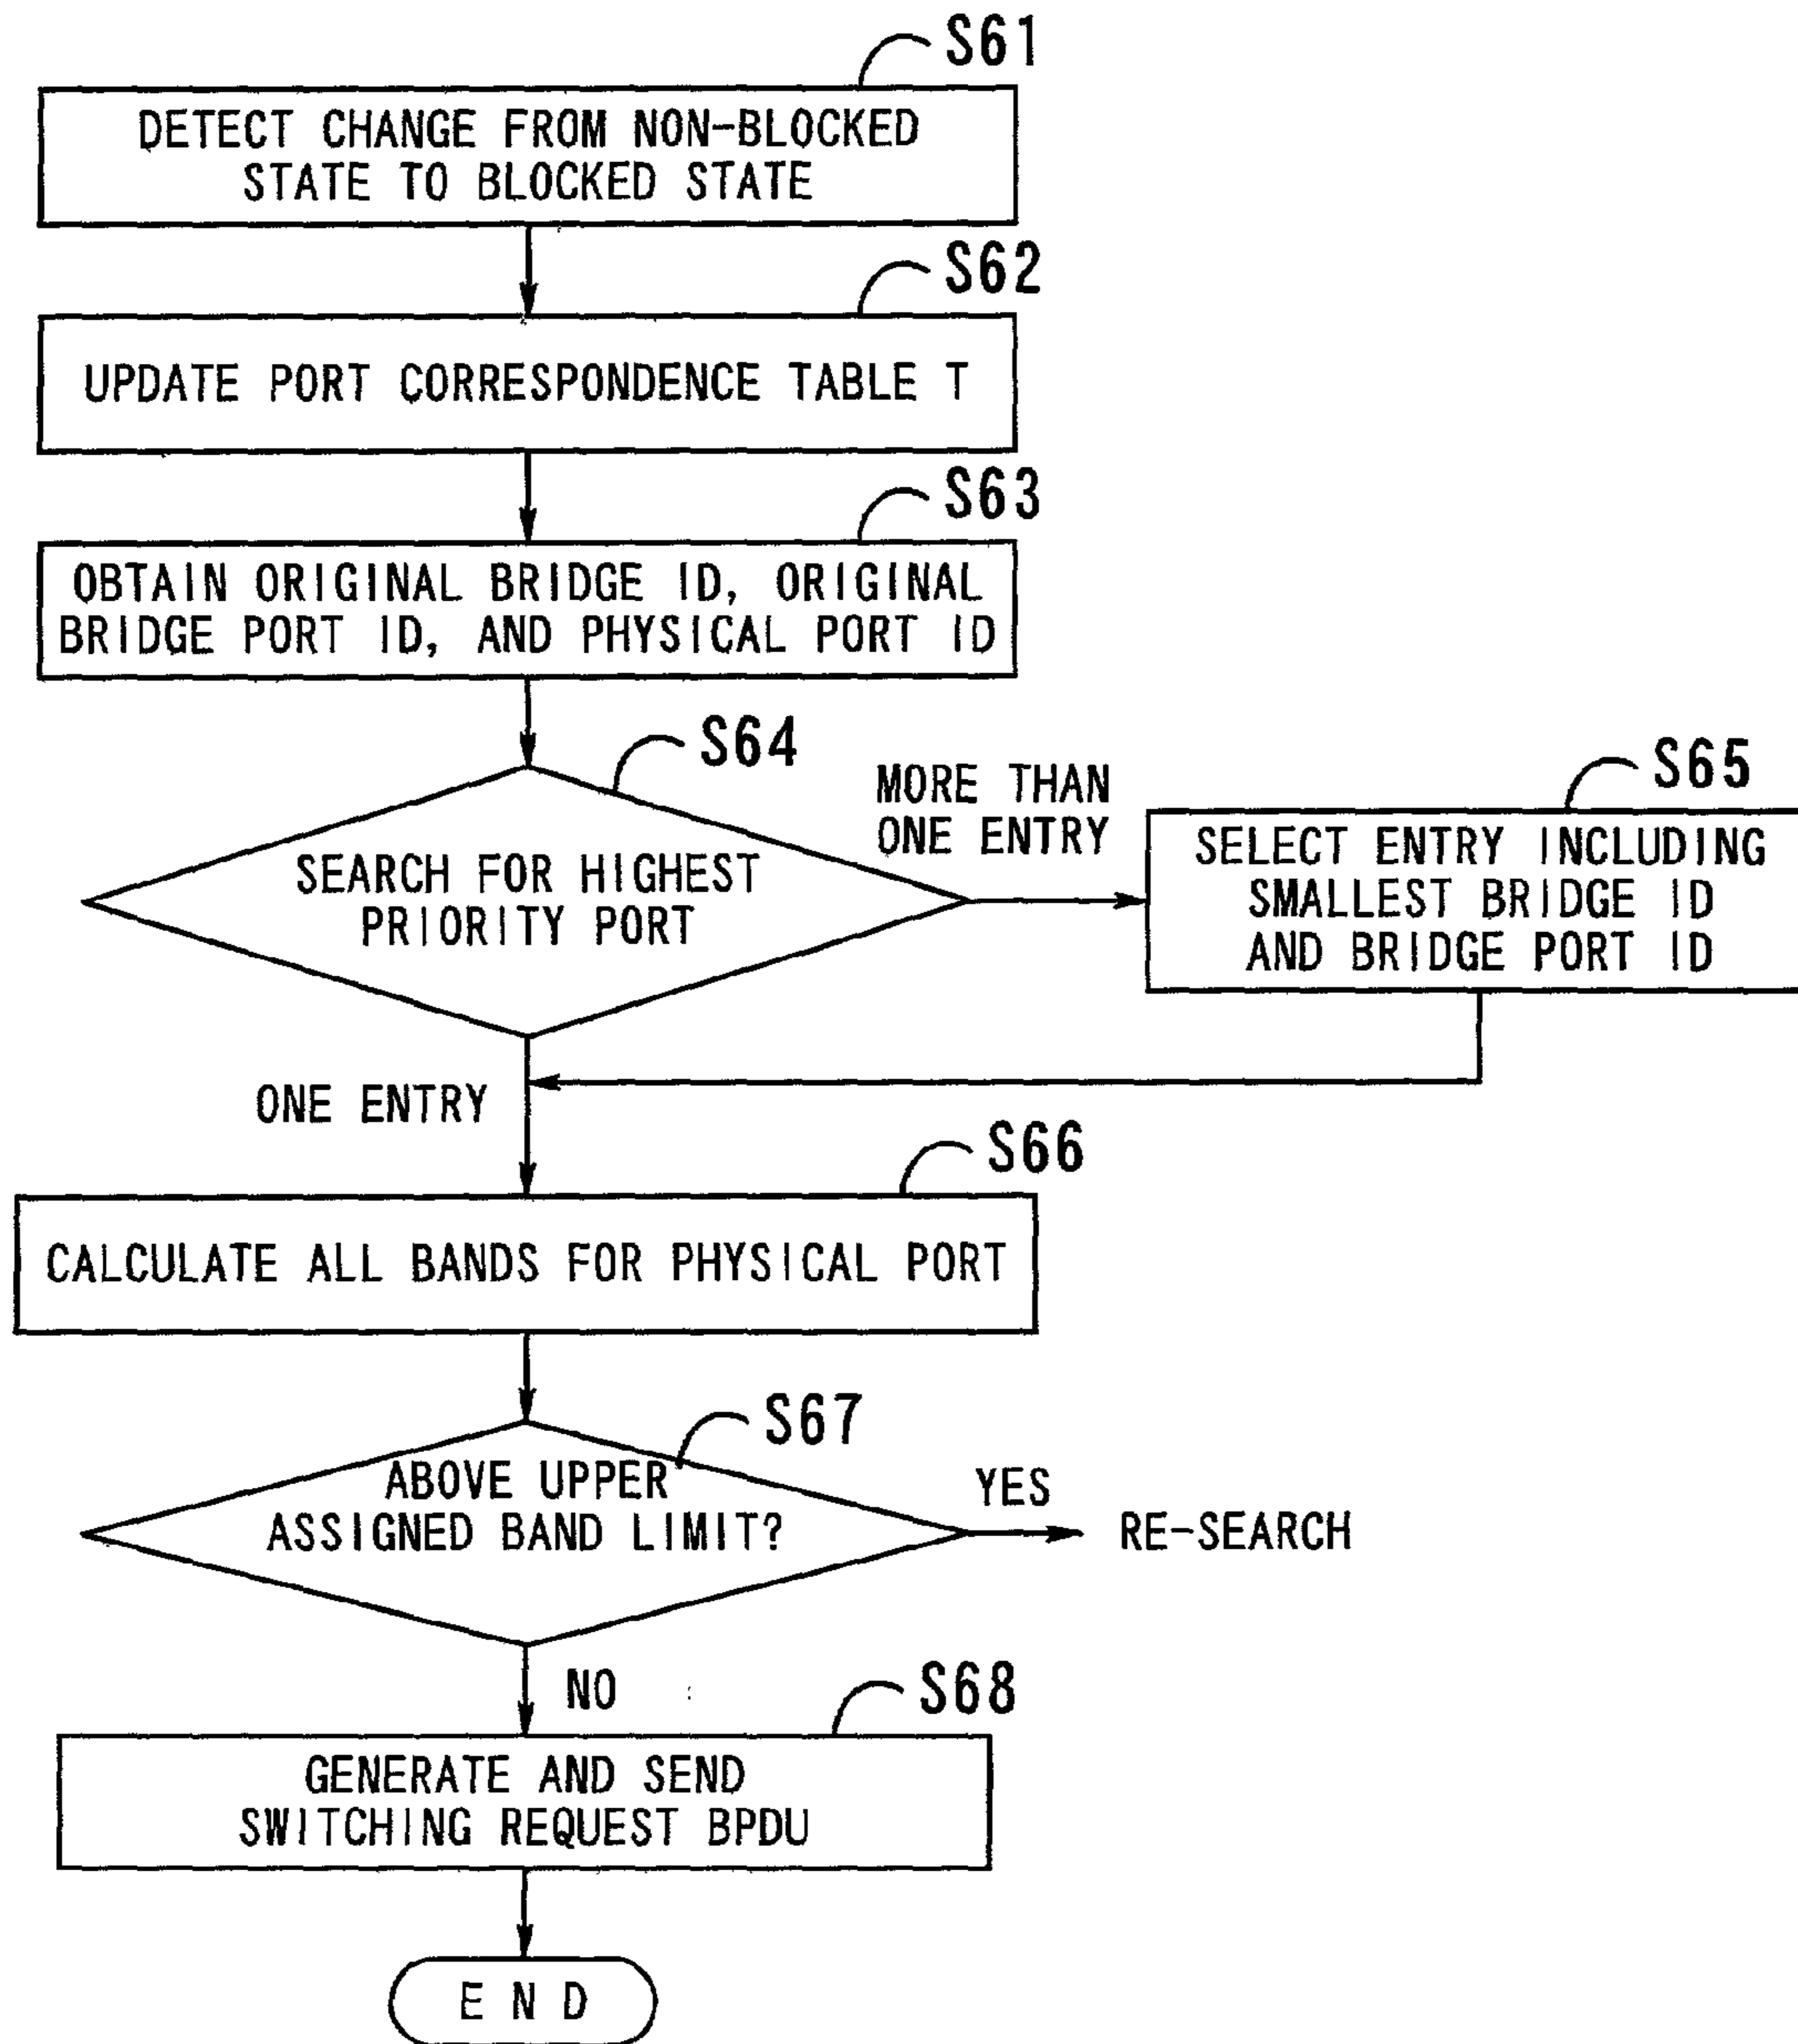 S61
DETECT CHANGE FROM NON-BLOCKED
STATE TO BLOCKED STATE
S62
UPDATE PORT CORRESPONDENCE TABLE T
S63
OBTAIN ORIGINAL BRIDGE ID, ORIGINAL
BRIDGE PORT ID, AND PHYSICAL PORT ID
S64
SEARCH FOR HIGHEST
PRIORITY PORT
MORE THAN
ONE ENTRY
S65
SELECT ENTRY INCLUDING
SMALLEST BRIDGE ID
AND BRIDGE PORT ID
ONE ENTRY
S66
CALCULATE ALL BANDS FOR PHYSICAL PORT
S67
ABOVE UPPER
ASSIGNED BAND LIMIT?
YES
RE-SEARCH
NO
S68
GENERATE AND SEND
SWITCHING REQUEST BPDU
END